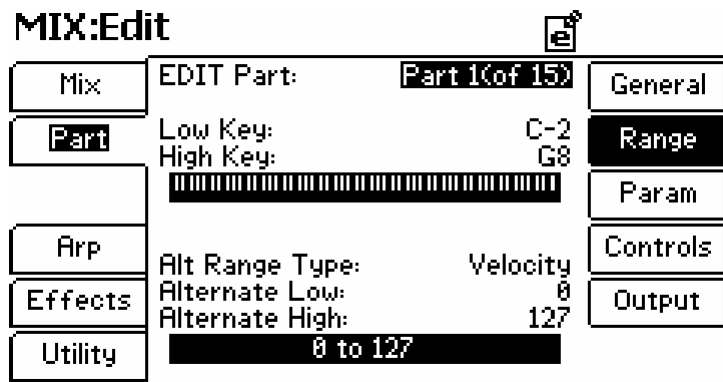 MIX:Edit
e
Mix
Part
Arp
Effects
Utility
EDIT Part: Part 1(of 15)
Low Key: C-2
High Key: G8
Alt Range Type: Velocity
Alternate Low: 0
Alternate High: 127
0 to 127
General
Range
Param
Controls
Output